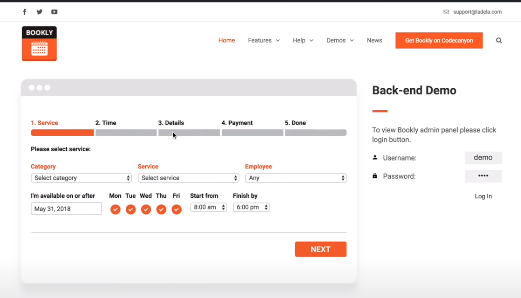 support@ladela.com
BOOKLY
Home Features Help Demos News Get Bookly on Codecanyon
Back-end Demo
1. Service 2. Time 3. Details 4. Payment 5. Done
Please select service:
Category Service Employee
Select category Select service Any
I'm available on or after Mon Tue Wed Thu Fri Start from Finish by
May 31, 2018 8:00 am 6:00 pm
NEXT
To view Bookly admin panel please click
login button.
Username: demo
Password: ••••
Log In